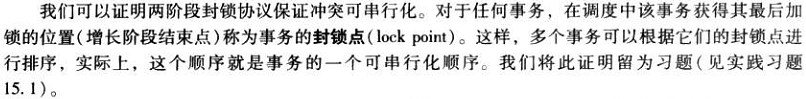 我们可以证明两阶段封锁协议保证冲突可串行化。对于任何事务，在调度中该事务获得其最后加
锁的位置(增长阶段结束点)称为事务的封锁点(lock point)。这样，多个事务可以根据它们的封锁点进
行排序，实际上，这个顺序就是事务的一个可串行化顺序。我们将此证明留为习题(见实践习题
15.1)。